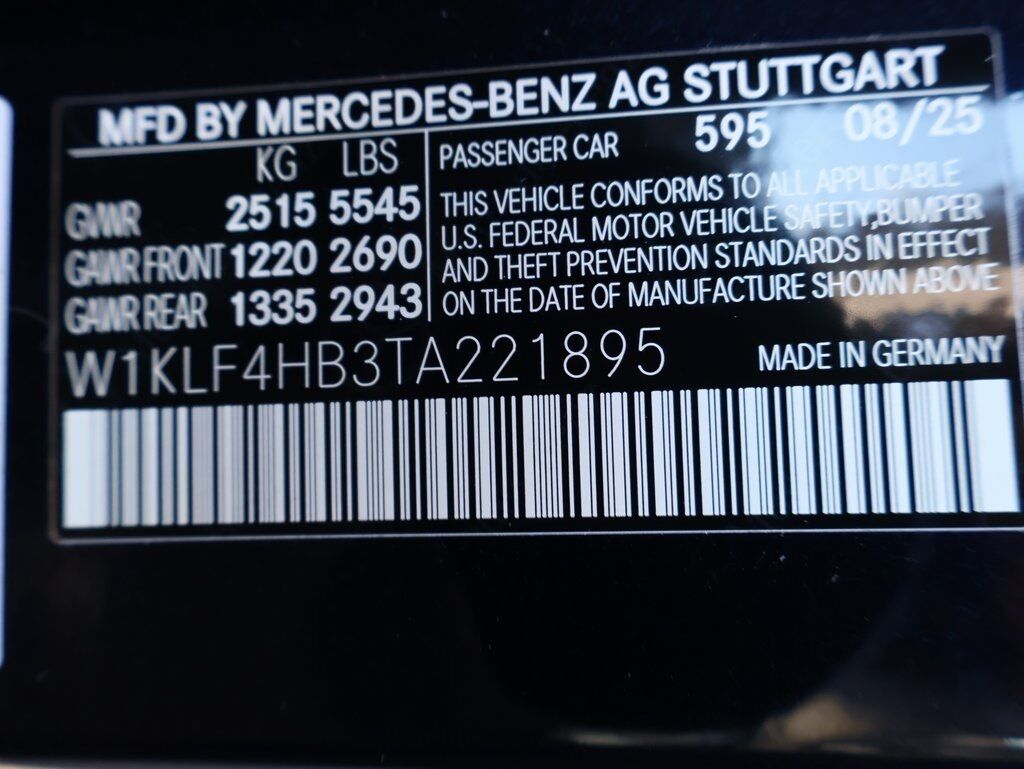 MFD BY MERCEDES-BENZ AG STUTTGART
KG LBS
GVWR 2515 5545
GAWR FRONT 1220 2690
GAWR REAR 1335 2943
PASSENGER CAR 595 08/25
THIS VEHICLE CONFORMS TO ALL APPLICABLE
U.S. FEDERAL MOTOR VEHICLE SAFETY,BUMPER
AND THEFT PREVENTION STANDARDS IN EFFECT
ON THE DATE OF MANUFACTURE SHOWN ABOVE
W1KLF4HB3TA221895 MADE IN GERMANY